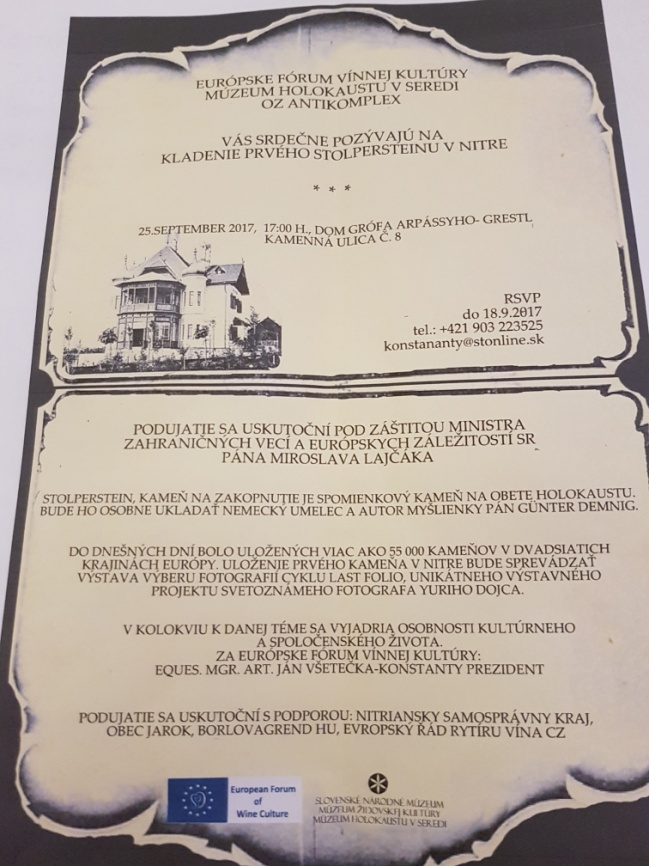 EURÓPSKE FÓRUM VÍNNEJ KULTÚRY
MÚZEUM HOLOKAUSTU V SEREDI
OZ ANTIKOMPLEX
VÁS SRDEČNE POZÝVAJÚ NA
KLADENIE PRVÉHO STOLPERSTEINU V NITRE
* * *
25.SEPTEMBER 2017, 17:00 H., DOM GRÓFA ARPÁSSYHO- GRESTL
KAMENNÁ ULICA Č. 8
RSVP
do 18.9.2017
tel.: +421 903 223525
konstananty@stonline.sk
PODUJATIE SA USKUTOČNÍ POD ZÁŠTITOU MINISTRA
ZAHRANIČNÝCH VECÍ A EURÓPSKYCH ZÁLEŽITOSTÍ SR
PÁNA MIROSLAVA LAJČÁKA
STOLPERSTEIN, KAMEŇ NA ZAKOPNUTIE JE SPOMIENKOVÝ KAMEŇ NA OBETE HOLOKAUSTU.
BUDE HO OSOBNE UKLADAŤ NEMECKÝ UMELEC A AUTOR MYŠLIENKY PÁN GÜNTER DEMNIG.
DO DNEŠNÝCH DNÍ BOLO ULOŽENÝCH VIAC AKO 55 000 KAMEŇOV V DVADSIATICH
KRAJINÁCH EURÓPY. ULOŽENIE PRVÉHO KAMEŇA V NITRE BUDE SPREVÁDZAŤ
VÝSTAVA VÝBERU FOTOGRAFIÍ CYKLU LAST FOLIO, UNIKÁTNEHO VÝSTAVNÉHO
PROJEKTU SVETOZNÁMEHO FOTOGRAFA YURIHO DOJCA.
V KOLOKVIU K DANEJ TÉME SA VYJADRIA OSOBNOSTI KULTÚRNEHO
A SPOLOČENSKÉHO ŽIVOTA.
ZA EURÓPSKE FÓRUM VÍNNEJ KULTÚRY:
EQUES. MGR. ART. JÁN VŠETEČKA-KONSTANTY PREZIDENT
PODUJATIE SA USKUTOČNÍ S PODPOROU: NITRIANSKY SAMOSPRÁVNY KRAJ,
OBEC JAROK, BORLOVAGREND HU, EVROPSKÝ ŘÁD RYTÍRU VÍNA CZ
European Forum
of
Wine Culture
SLOVENSKÉ NÁRODNÉ MÚZEUM
MÚZEUM ŽIDOVSKEJ KULTÚRY
MÚZEUM HOLOKAUSTU V SEREDI